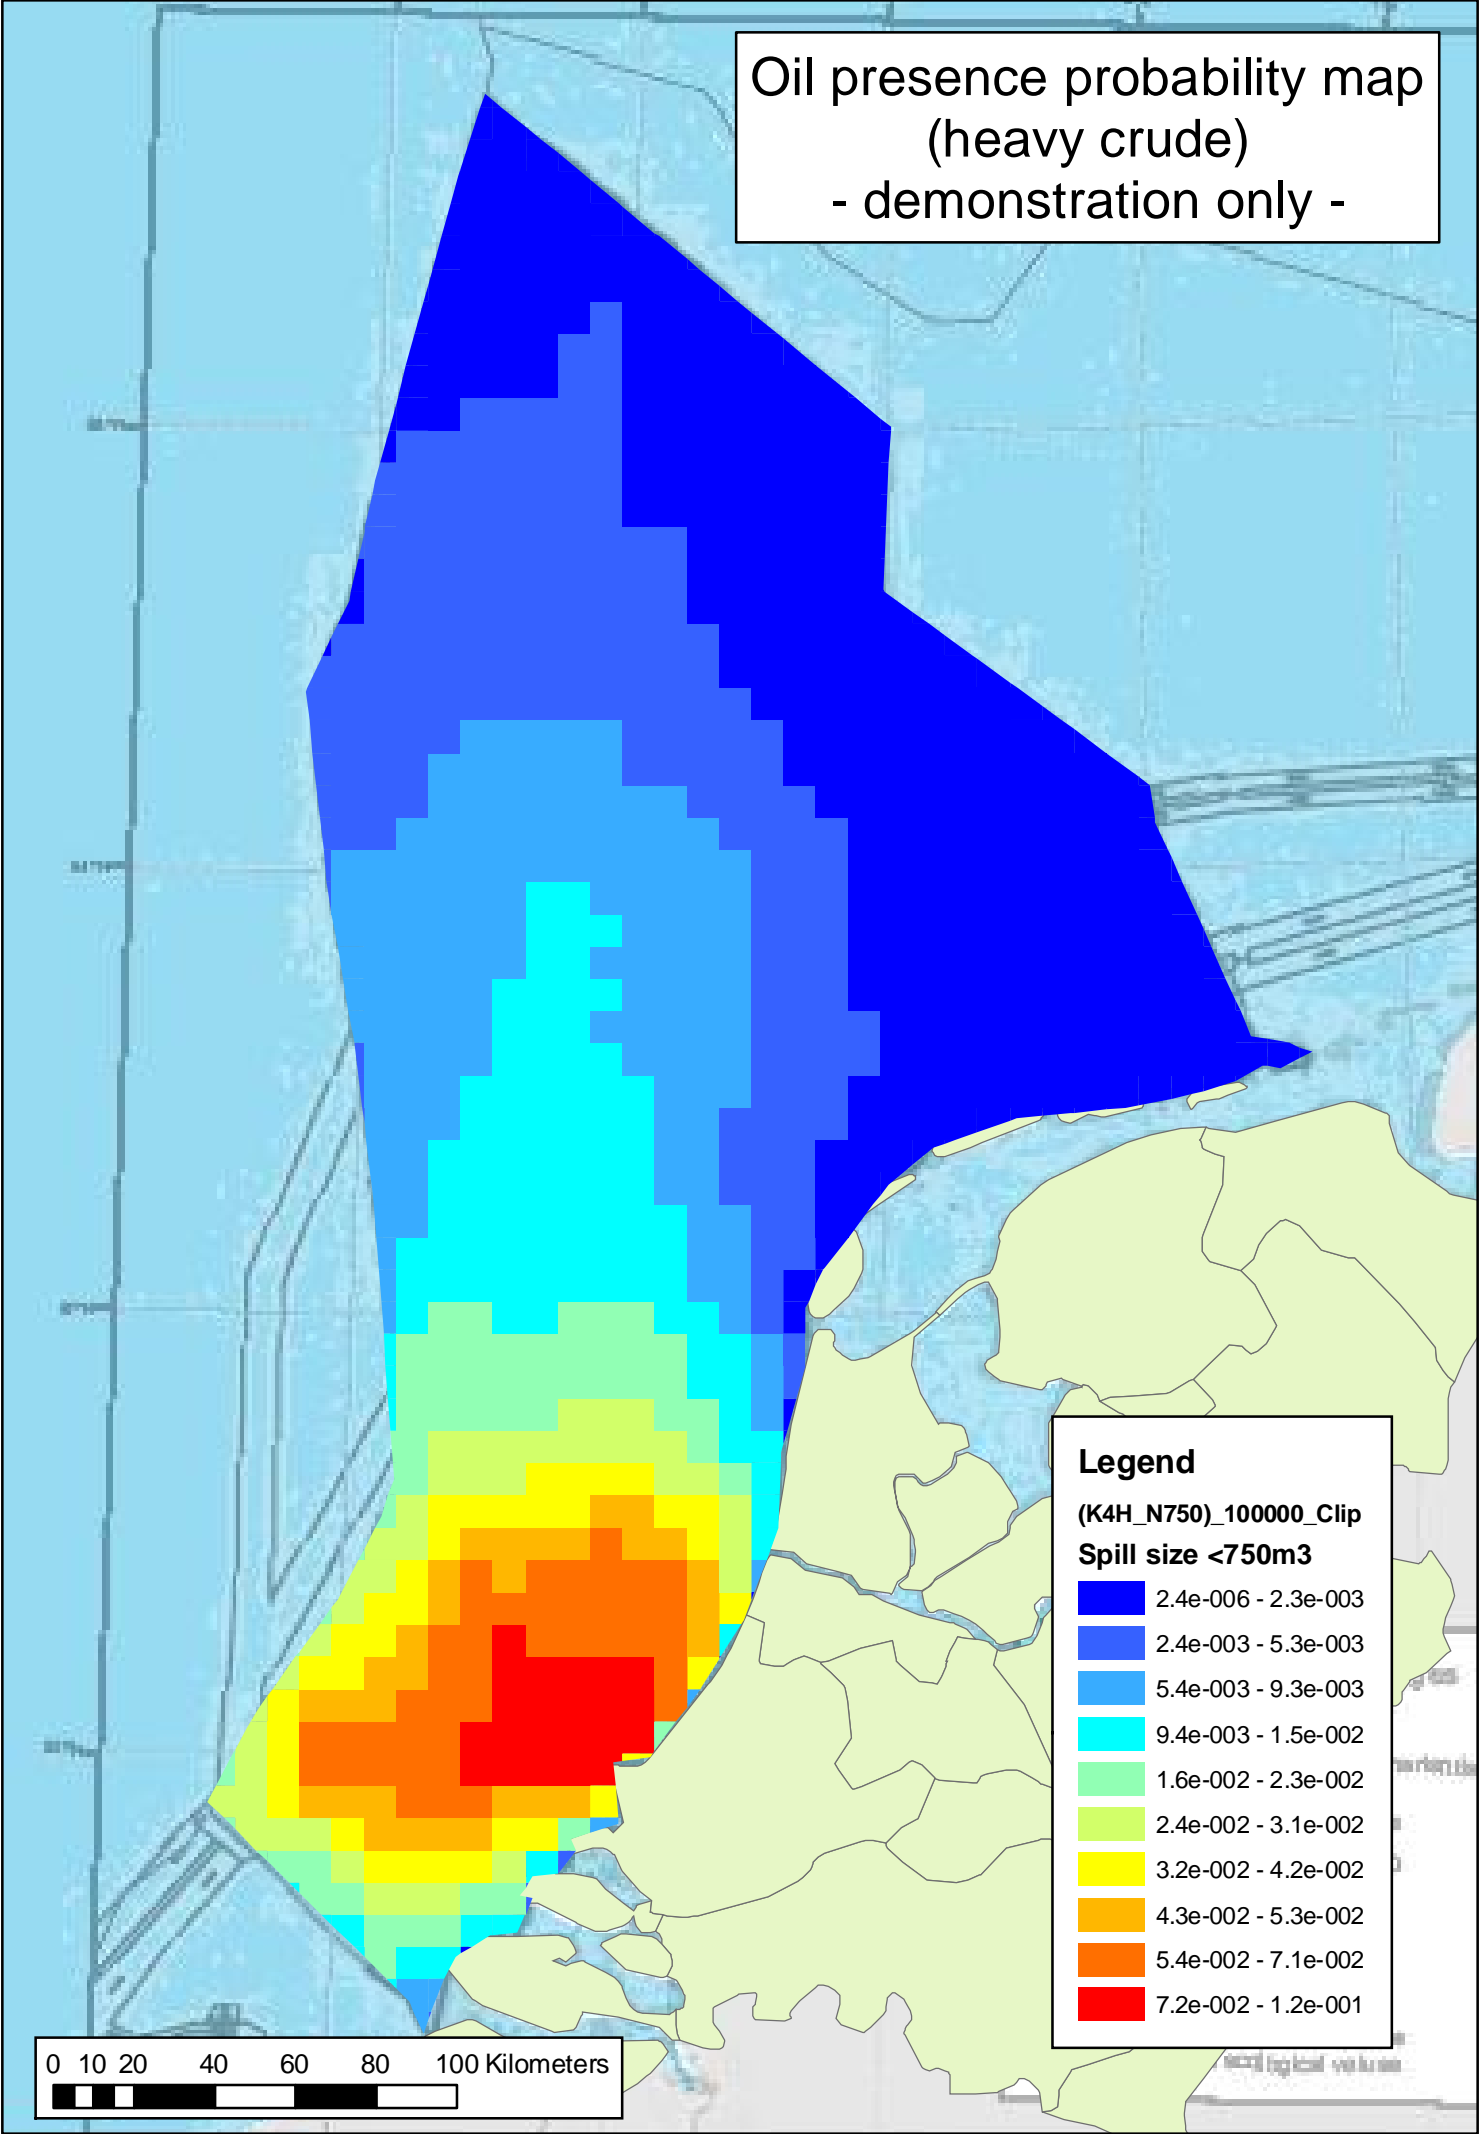 Oil presence probability map
(heavy crude)
- demonstration only -
Legend
(K4H_N750)_100000_Clip
Spill size <750m3
2.4e-006 - 2.3e-003
2.4e-003 - 5.3e-003
5.4e-003 - 9.3e-003
9.4e-003 - 1.5e-002
1.6e-002 - 2.3e-002
2.4e-002 - 3.1e-002
3.2e-002 - 4.2e-002
4.3e-002 - 5.3e-002
5.4e-002 - 7.1e-002
7.2e-002 - 1.2e-001
0 10 20 40 60 80 100 Kilometers